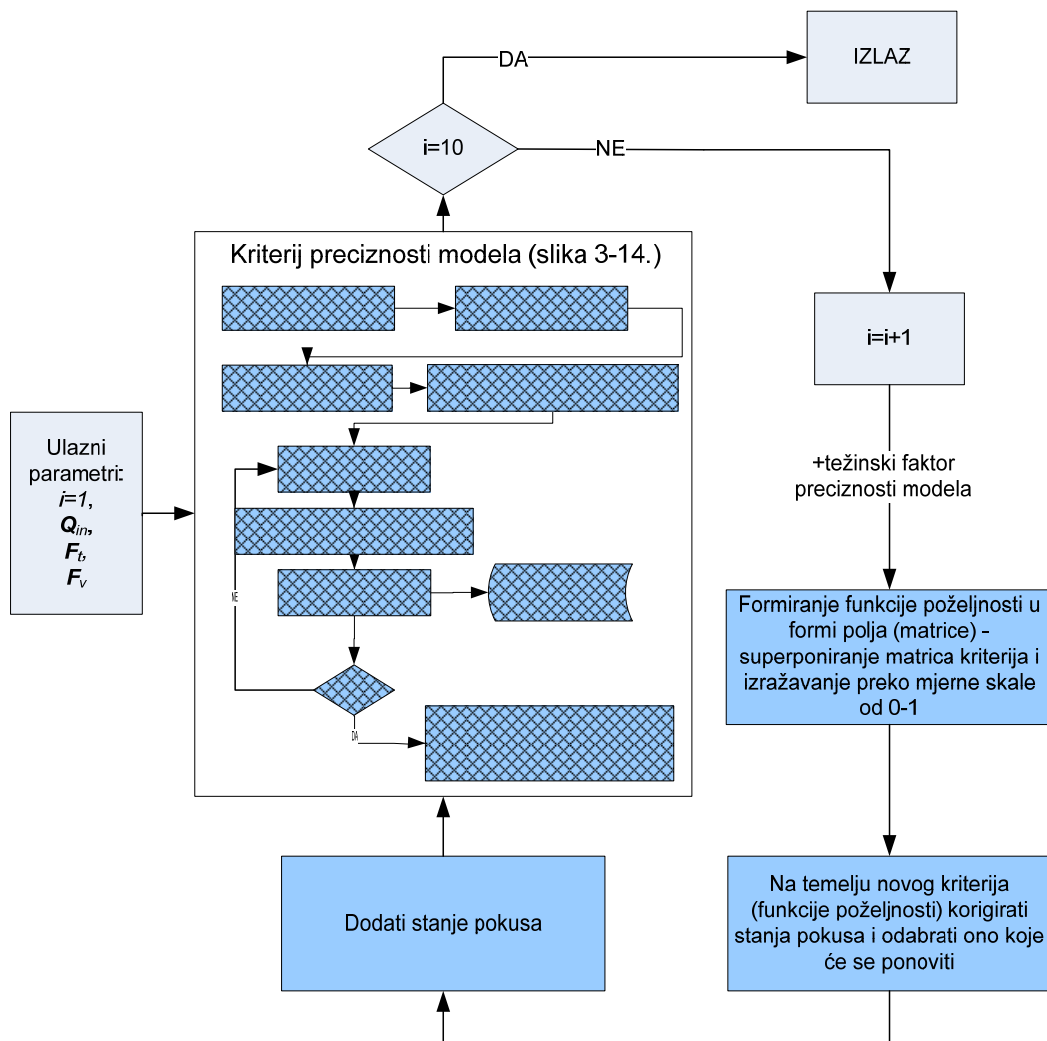 DA
IZLAZ
i=10
NE
Kriterij preciznosti modela (slika 3-14.)
i=i+1
Ulazni
parametri:
i=1,
Qin,
Ft,
Fv
+težinski faktor
preciznosti modela
NE
Formiranje funkcije poželjnosti u
formi polja (matrice) -
superponiranje matrica kriterija i
izražavanje preko mjerne skale
od 0-1
DA
Dodati stanje pokusa
Na temelju novog kriterija
(funkcije poželjnosti) korigirati
stanja pokusa i odabrati ono koje
će se ponoviti